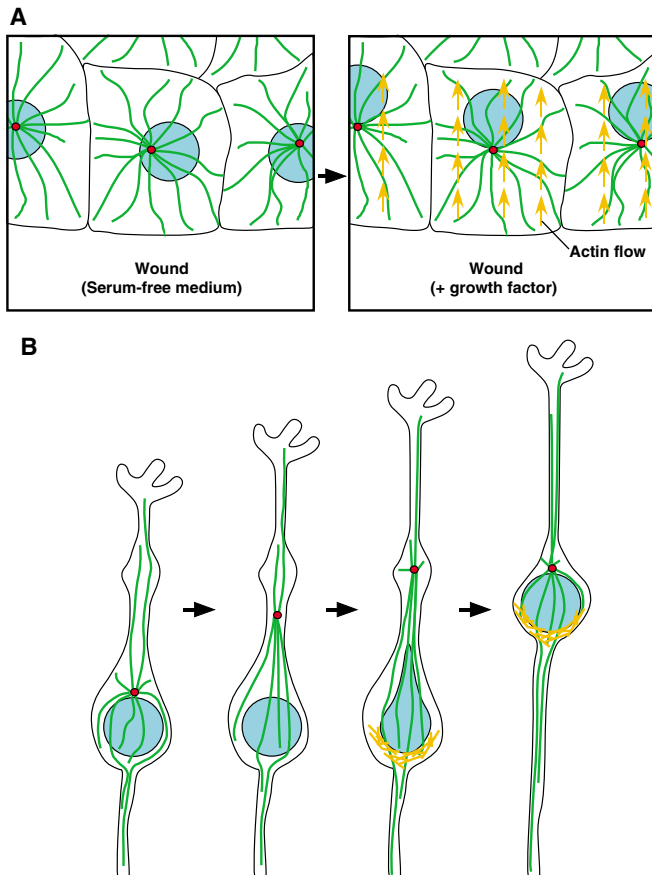 A
Wound
(Serum-free medium)
Actin flow
Wound
(+ growth factor)
B